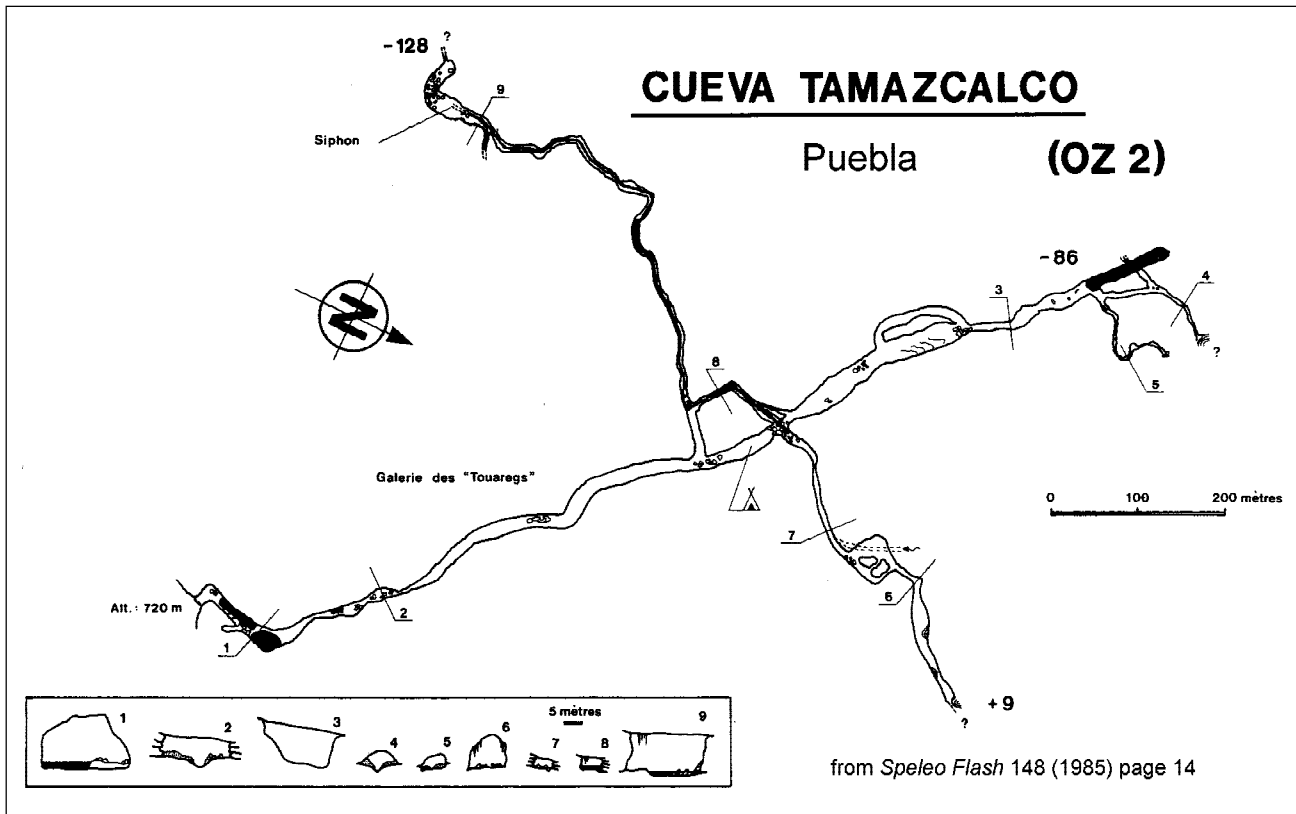 CUEVA TAMAZCALCO
Puebla (OZ 2)
-128
?
9
Siphon
-86
3
4
?
5
N
8
Galerie des "Touaregs"
0 100 200 mètres
7
6
2
Alt.: 720 m
1
+9
?
1 2 3 4 5 6 7 8 9
5 mètres
from Speleo Flash 148 (1985) page 14